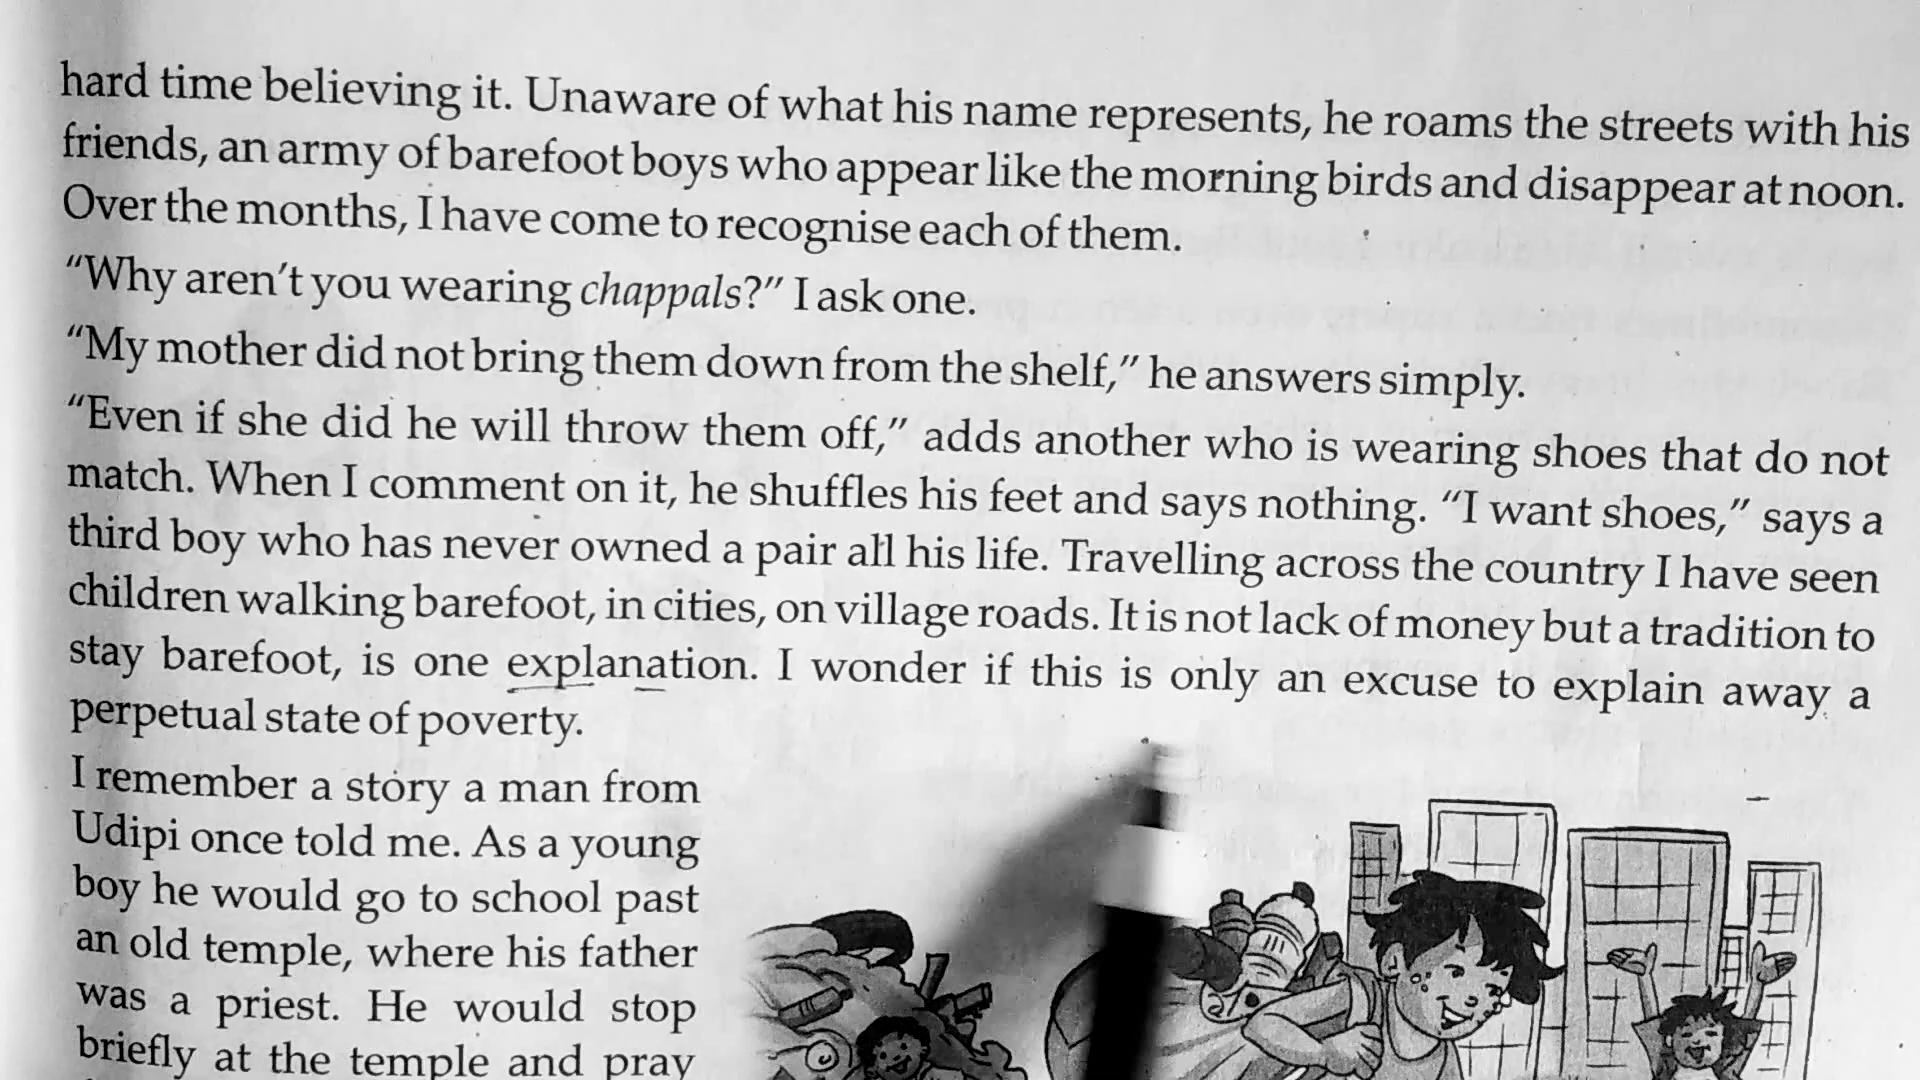 hard time believing it. Unaware of what his name represents, he roams the streets with his
friends, an army of barefoot boys who appear like the morning birds and disappear at noon.
Over the months, I have come to recognise each of them.
“Why aren’t you wearing chappals?” I ask one.
“My mother did not bring them down from the shelf,” he answers simply.
“Even if she did he will throw them off,” adds another who is wearing shoes that do not
match. When I comment on it, he shuffles his feet and says nothing. “I want shoes,” says a
third boy who has never owned a pair all his life. Travelling across the country I have seen
children walking barefoot, in cities, on village roads. It is not lack of money but a tradition to
stay barefoot, is one explanation. I wonder if this is only an excuse to explain away a
perpetual state of poverty.
I remember a story a man from
Udipi once told me. As a young
boy he would go to school past
an old temple, where his father
was a priest. He would stop
briefly at the temple and pray